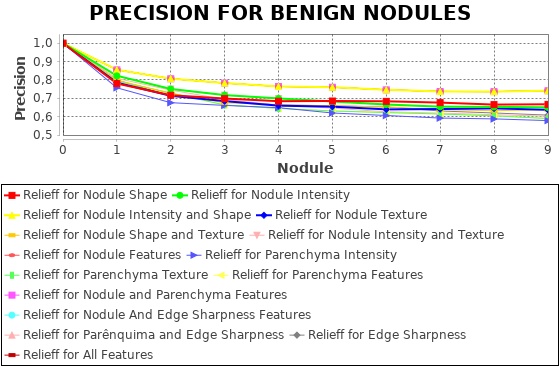 PRECISION FOR BENIGN NODULES
Precision
1,0
0,9
0,8
0,7
0,6
0,5
0 1 2 3 4 5 6 7 8 9
Nodule
Relieff for Nodule Shape Relieff for Nodule Intensity
Relieff for Nodule Intensity and Shape Relieff for Nodule Texture
Relieff for Nodule Shape and Texture Relieff for Nodule Intensity and Texture
Relieff for Nodule Features Relieff for Parenchyma Intensity
Relieff for Parenchyma Texture Relieff for Parenchyma Features
Relieff for Nodule and Parenchyma Features
Relieff for Nodule And Edge Sharpness Features
Relieff for Parênquima and Edge Sharpness Relieff for Edge Sharpness
Relieff for All Features